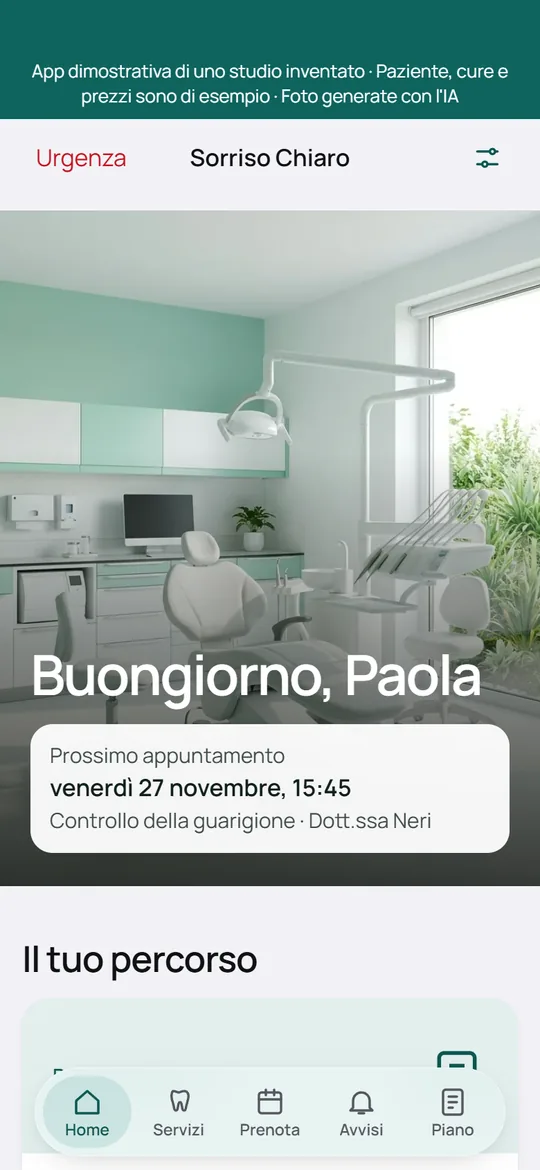 App dimostrativa di uno studio inventato · Paziente, cure e
prezzi sono di esempio · Foto generate con l'IA
Urgenza
Sorriso Chiaro
Buongiorno, Paola
Prossimo appuntamento
venerdì 27 novembre, 15:45
Controllo della guarigione · Dott.ssa Neri
Il tuo percorso
Home
Servizi
Prenota
Avvisi
Piano